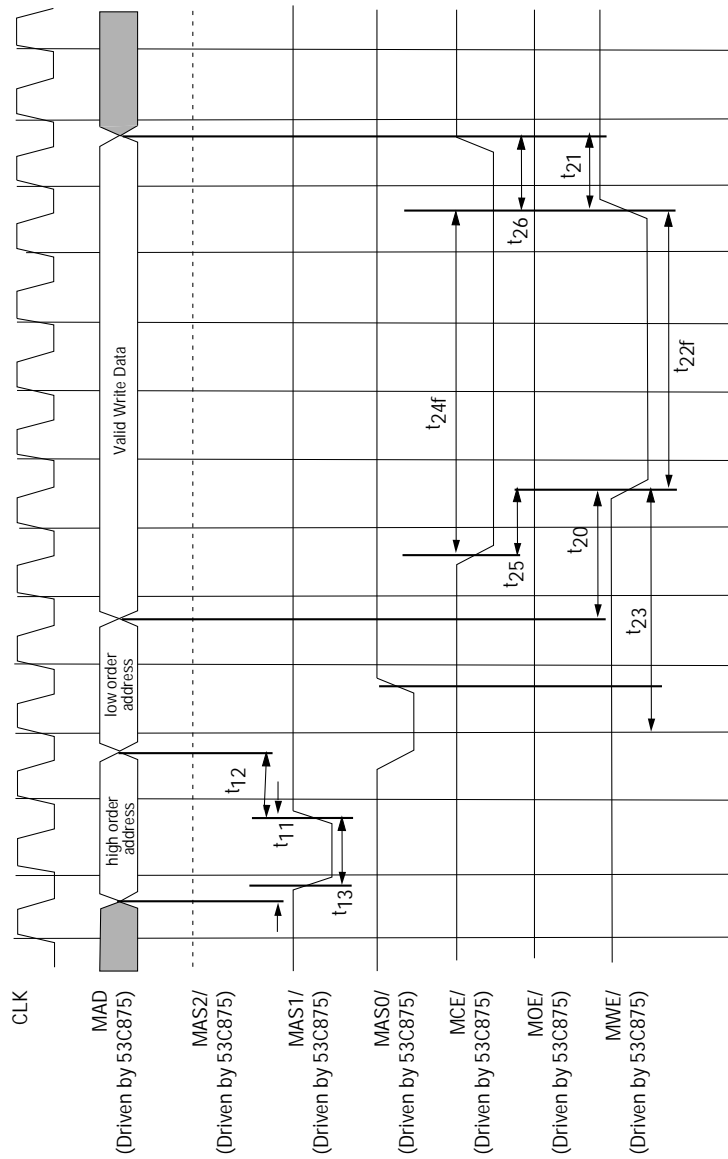 CLK
MAD
(Driven by 53C875)
MAS2/
(Driven by 53C875)
MAS1/
(Driven by 53C875)
MAS0/
(Driven by 53C875)
MCE/
(Driven by 53C875)
MOE/
(Driven by 53C875)
MWE/
(Driven by 53C875)
high order
address
low order
address
Valid Write Data
t12
t11
t13
t24f
t25
t26
t20
t21
t23
t22f